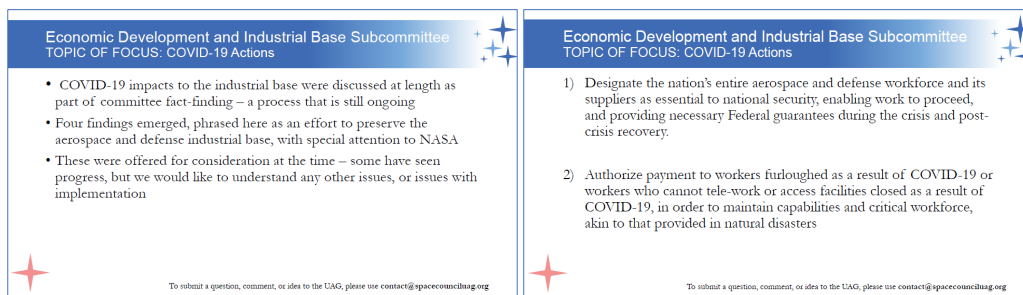 Economic Development and Industrial Base Subcommittee
TOPIC OF FOCUS: COVID-19 Actions
• COVID-19 impacts to the industrial base were discussed at length as
part of committee fact-finding – a process that is still ongoing
• Four findings emerged, phrased here as an effort to preserve the
aerospace and defense industrial base, with special attention to NASA
• These were offered for consideration at the time – some have seen
progress, but we would like to understand any other issues, or issues with
implementation
To submit a question, comment, or idea to the UAG, please use contact@spacecounciluag.org
Economic Development and Industrial Base Subcommittee
TOPIC OF FOCUS: COVID-19 Actions
1) Designate the nation's entire aerospace and defense workforce and its
suppliers as essential to national security, enabling work to proceed,
and providing necessary Federal guarantees during the crisis and post-
crisis recovery.
2) Authorize payment to workers furloughed as a result of COVID-19 or
workers who cannot tele-work or access facilities closed as a result of
COVID-19, in order to maintain capabilities and critical workforce,
akin to that provided in natural disasters
To submit a question, comment, or idea to the UAG, please use contact@spacecounciluag.org